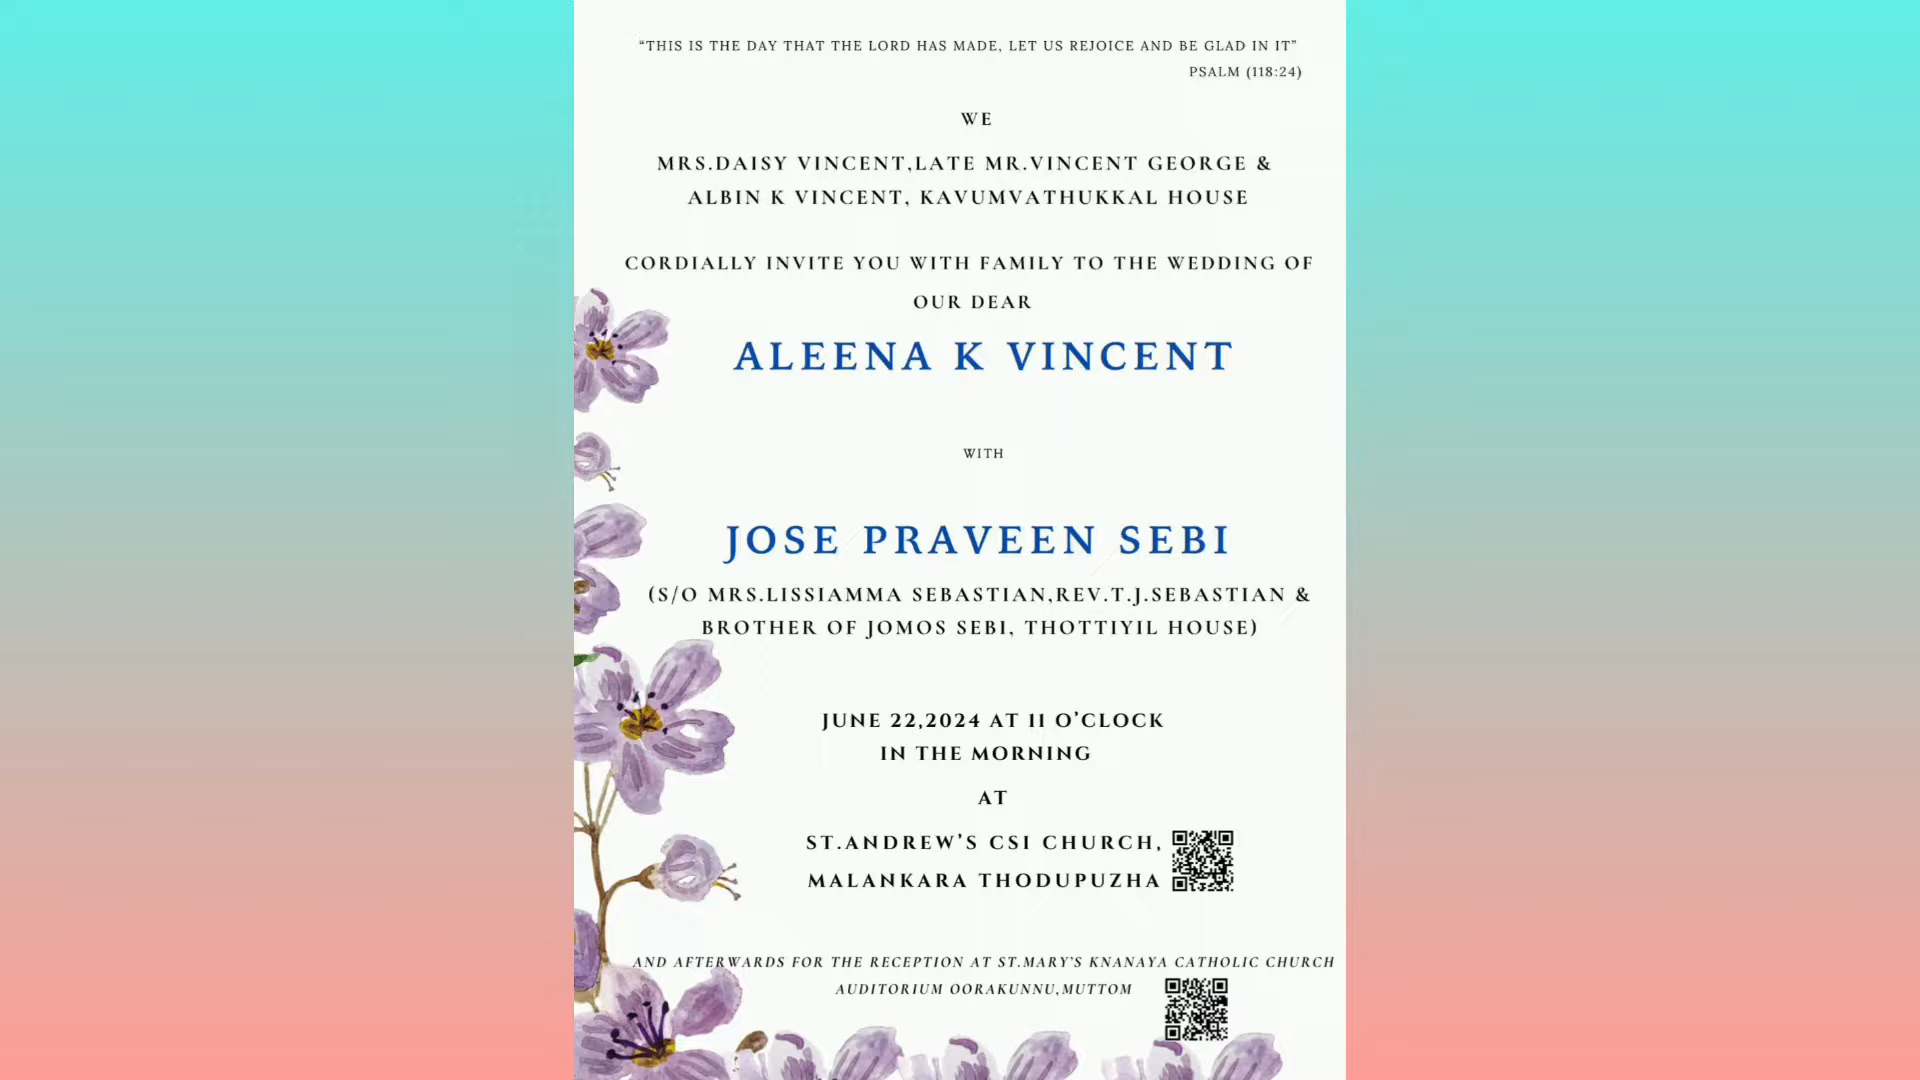 “THIS IS THE DAY THAT THE LORD HAS MADE, LET US REJOICE AND BE GLAD IN IT”
PSALM (118:24)
WE
MRS.DAISY VINCENT,LATE MR.VINCENT GEORGE &
ALBIN K VINCENT, KAVUMVATHUKKAL HOUSE
CORDIALLY INVITE YOU WITH FAMILY TO THE WEDDING OF
OUR DEAR
ALEENA K VINCENT
WITH
JOSE PRAVEEN SEBI
(S/O MRS.LISSIAMMA SEBASTIAN,REV.T.J.SEBASTIAN &
BROTHER OF JOMOS SEBI, THOTTIYIL HOUSE)
JUNE 22,2024 AT 11 O’CLOCK
IN THE MORNING
AT
ST.ANDREW’S CSI CHURCH,
MALANKARA THODUPUZHA
AND AFTERWARDS FOR THE RECEPTION AT ST.MARY’S KNANAYA CATHOLIC CHURCH
AUDITORIUM OORAKUNNU,MUTTOM